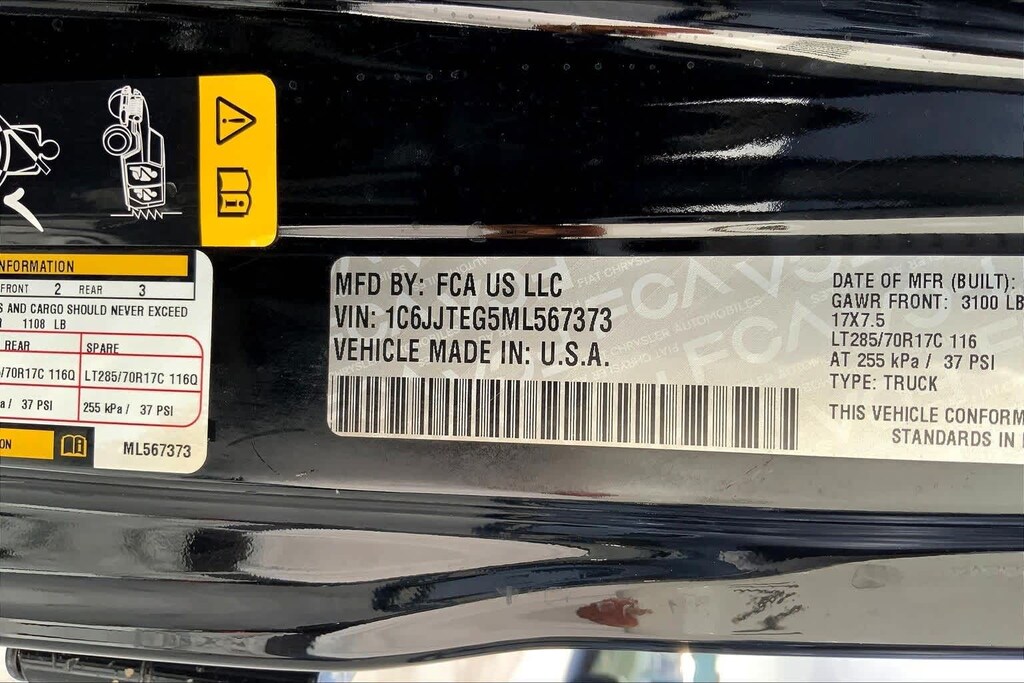 NFORMATION
FRONT 2 REAR 3
S AND CARGO SHOULD NEVER EXCEED
R 1108 LB
REAR SPARE
/70R17C 116Q LT285/70R17C 116Q
a/ 37 PSI 255 kPa / 37 PSI
ON
ML567373
MFD BY: FCA US LLC
VIN: 1C6JJTEG5ML567373
VEHICLE MADE IN: U.S.A.
DATE OF MFR (BUILT):
GAWR FRONT: 3100 LB
17X7.5
LT285/70R17C 116
AT 255 kPa / 37 PSI
TYPE: TRUCK
THIS VEHICLE CONFORM
STANDARDS IN